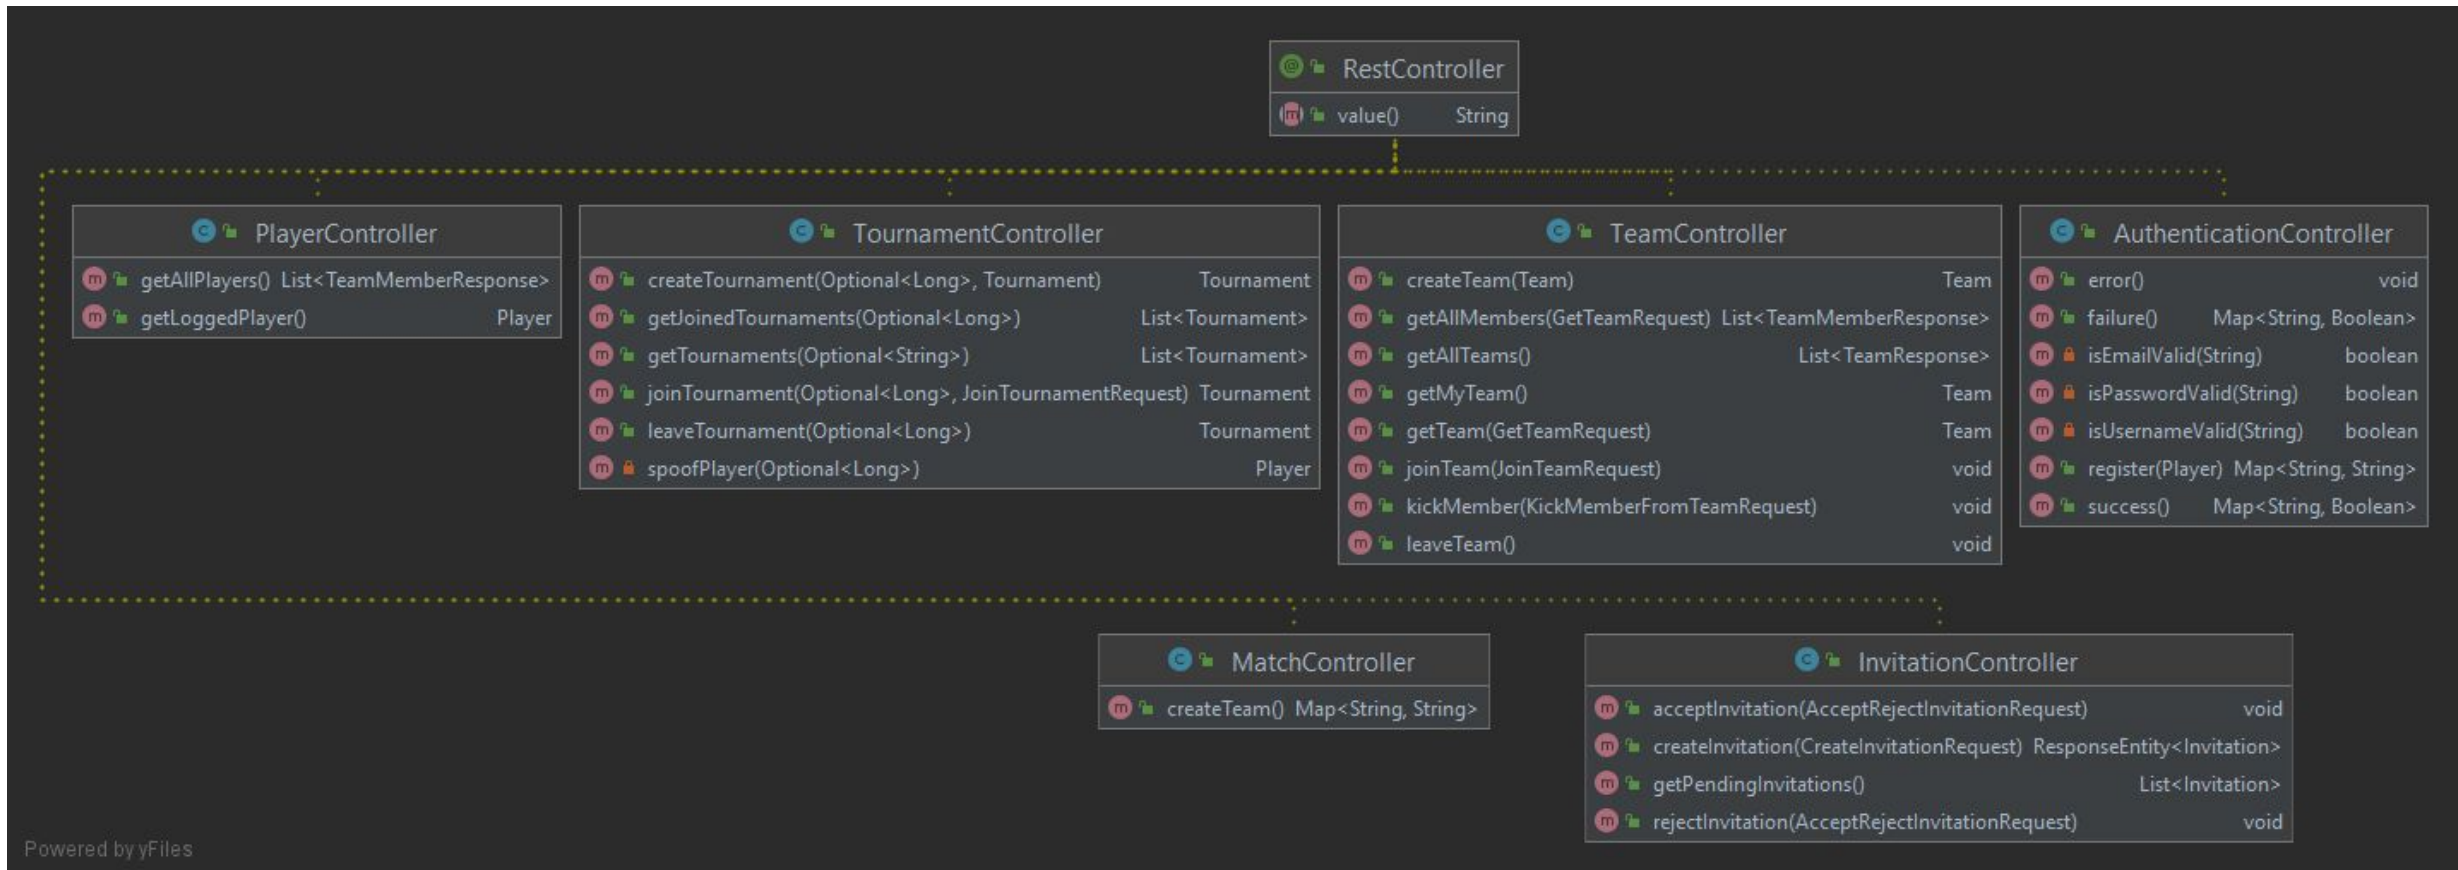 RestController
value() String
PlayerController
getAllPlayers() List<TeamMemberResponse>
getLoggedPlayer() Player
TournamentController
createTournament(Optional<Long>, Tournament) Tournament
getJoinedTournaments(Optional<Long>) List<Tournament>
getTournaments(Optional<String>) List<Tournament>
joinTournament(Optional<Long>, JoinTournamentRequest) Tournament
leaveTournament(Optional<Long>) Tournament
spoofPlayer(Optional<Long>) Player
TeamController
createTeam(Team) Team
getAllMembers(GetTeamRequest) List<TeamMemberResponse>
getAllTeams() List<TeamResponse>
getMyTeam() Team
getTeam(GetTeamRequest) Team
joinTeam(JoinTeamRequest) void
kickMember(KickMemberFromTeamRequest) void
leaveTeam() void
AuthenticationController
error() void
failure() Map<String, Boolean>
isEmailValid(String) boolean
isPasswordValid(String) boolean
isUsernameValid(String) boolean
register(Player) Map<String, String>
success() Map<String, Boolean>
MatchController
createTeam() Map<String, String>
InvitationController
acceptInvitation(AcceptRejectInvitationRequest) void
createInvitation(CreateInvitationRequest) ResponseEntity<Invitation>
getPendingInvitations() List<Invitation>
rejectInvitation(AcceptRejectInvitationRequest) void
Powered by yFiles